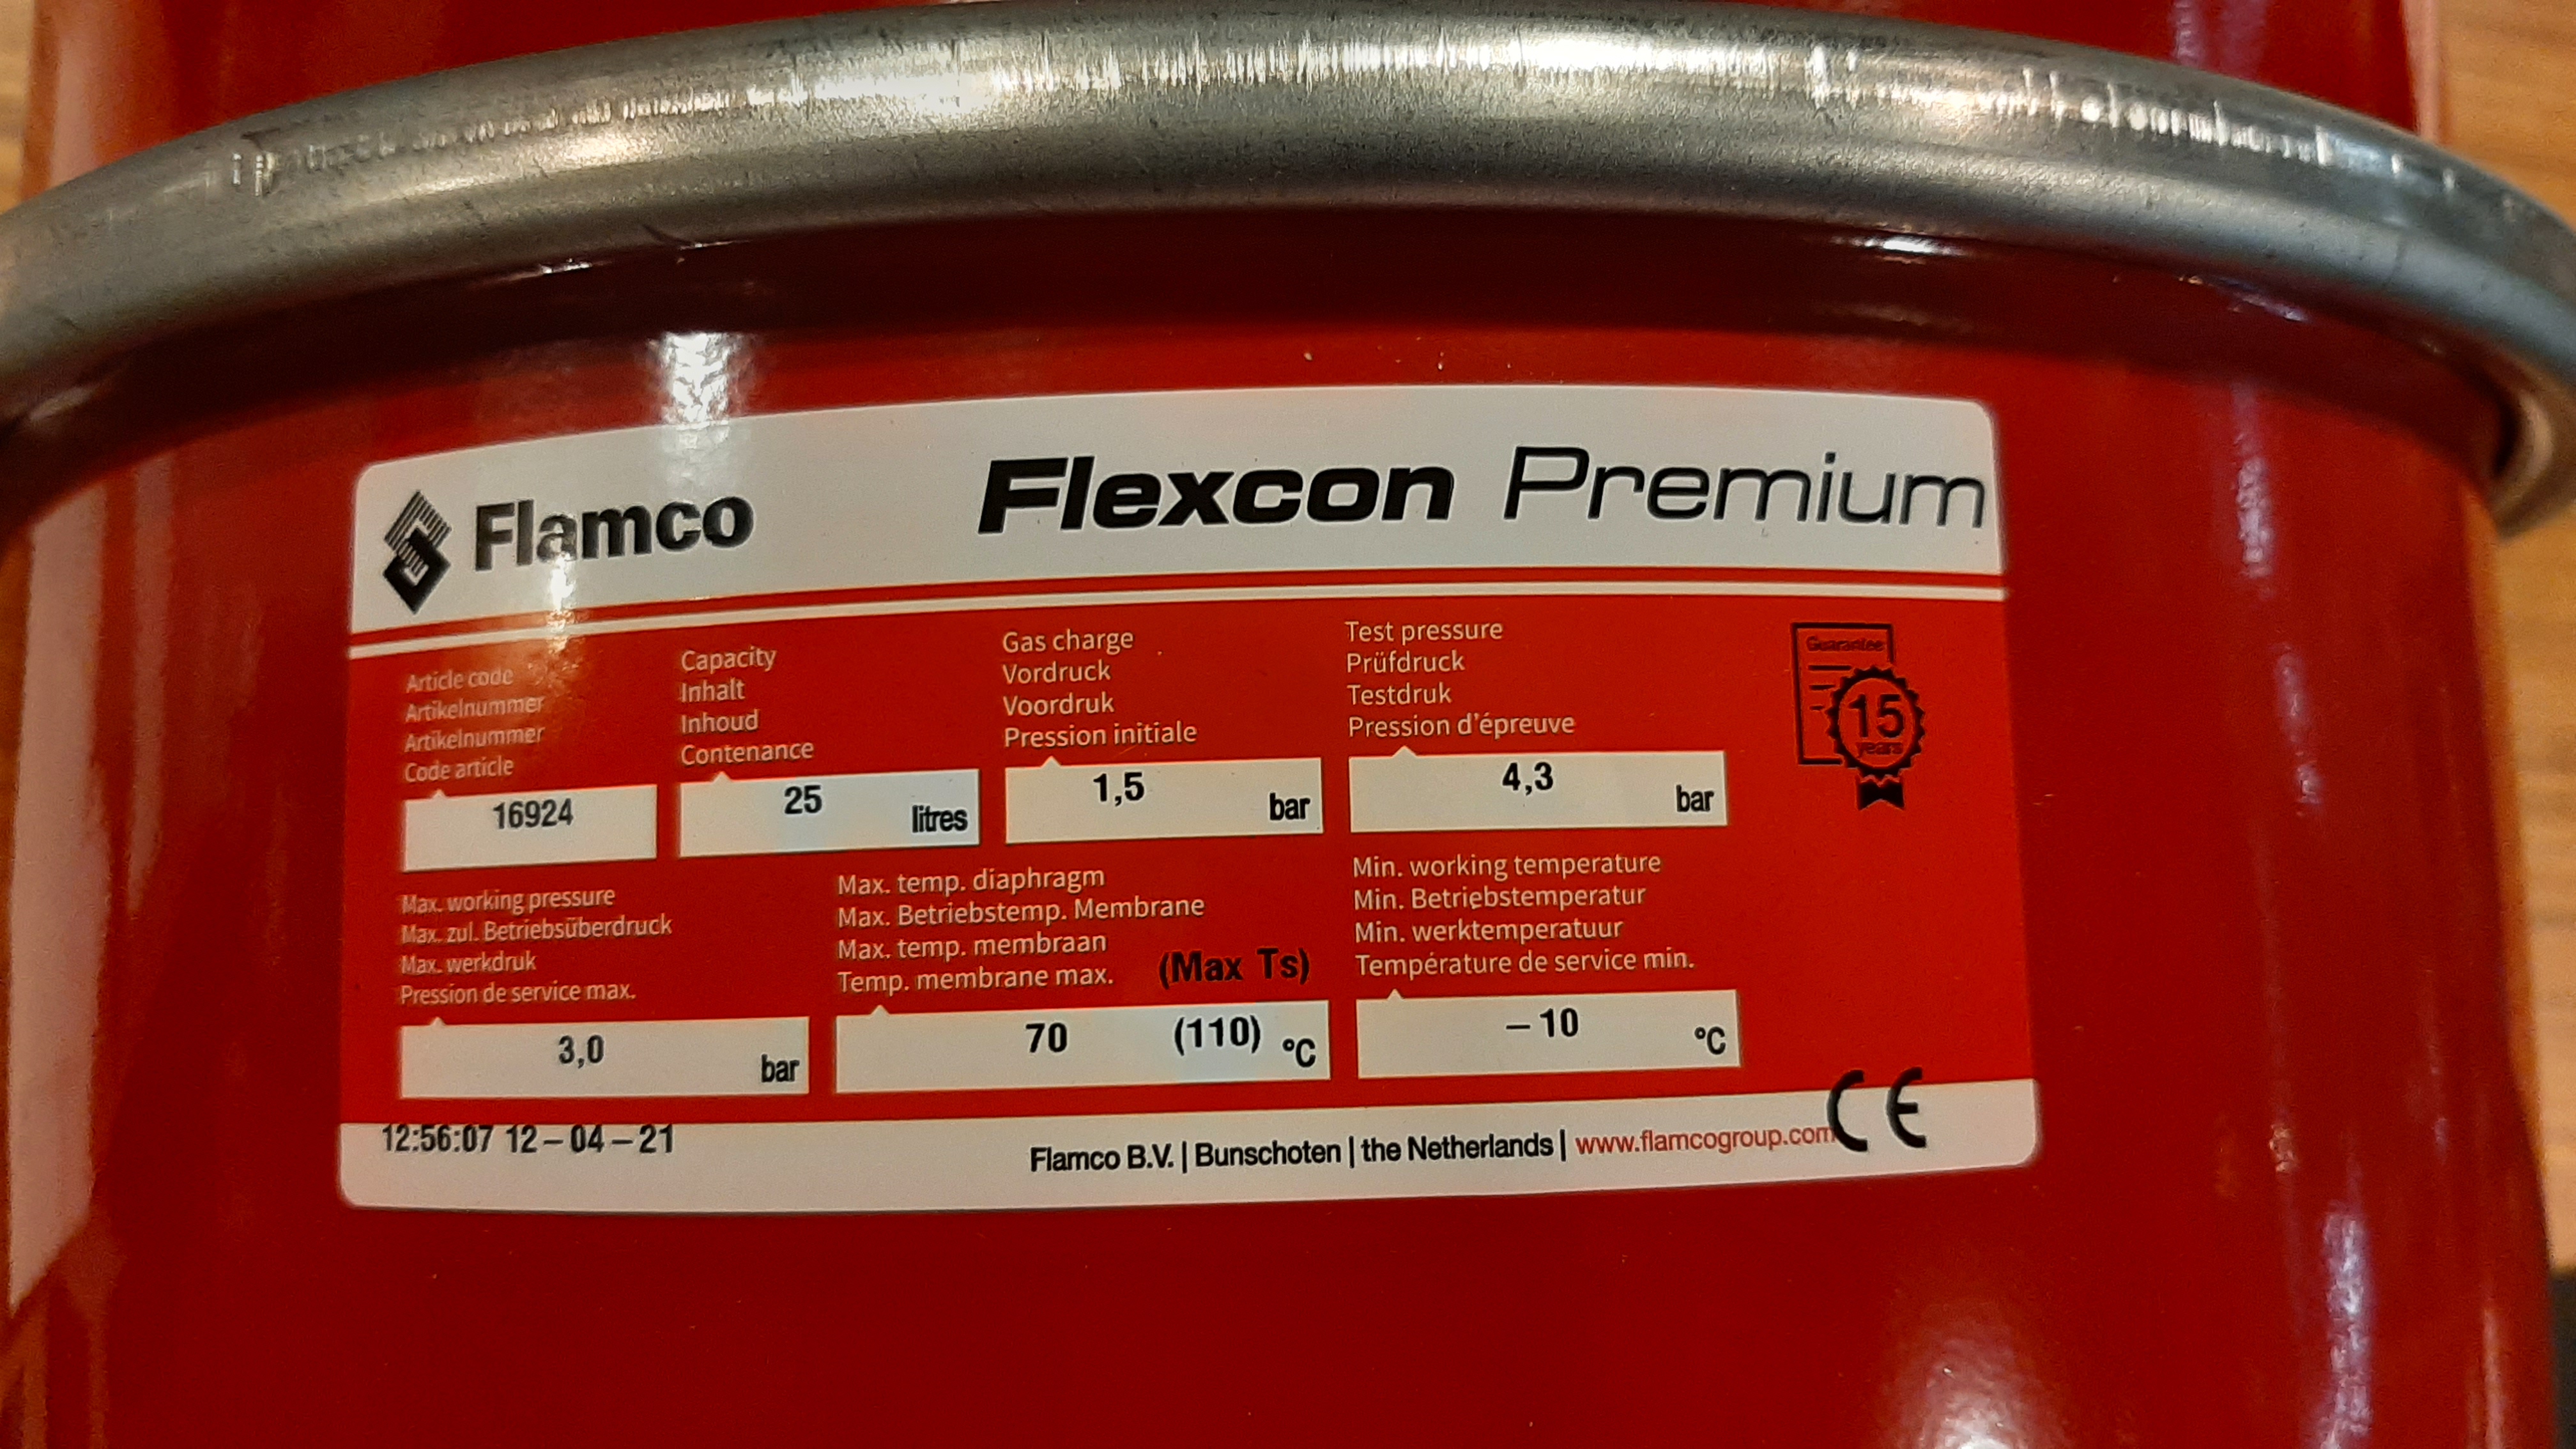 Flamco
Flexcon Premium
Article code
Artikelnummer
Artikelnummer
Code article
16924
Capacity
Inhalt
Inhoud
Contenance
25 litres
Gas charge
Vordruck
Voordruk
Pression initiale
1,5 bar
Test pressure
Prüfdruck
Testdruk
Pression d'épreuve
4,3 bar
Guarantee
15
years
Max. working pressure
Max. zul. Betriebsüberdruck
Max. werkdruk
Pression de service max.
3,0 bar
Max. temp. diaphragm
Max. Betriebstemp. Membrane
Max. temp. membraan
Temp. membrane max. (Max Ts)
70 (110) °C
Min. working temperature
Min. Betriebstemperatur
Min. werktemperatuur
Température de service min.
– 10 °C
12:56:07 12 – 04 – 21
Flamco B.V. | Bunschoten | the Netherlands | www.flamcogroup.com
CE